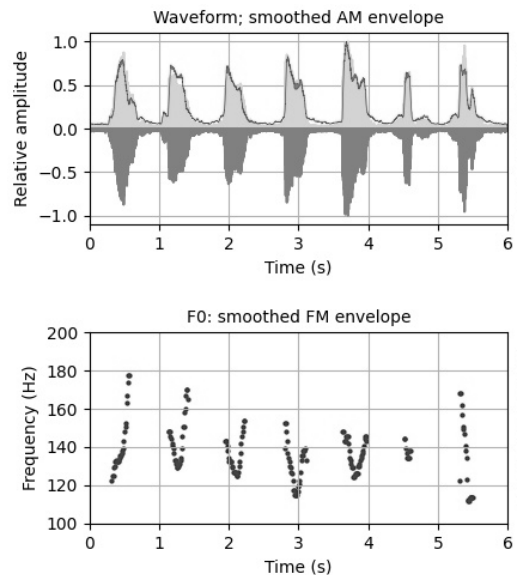 Waveform; smoothed AM envelope
1.0
0.5
0.0
−0.5
−1.0
Relative amplitude
0 1 2 3 4 5 6
Time (s)
F0: smoothed FM envelope
200
180
160
140
120
100
Frequency (Hz)
0 1 2 3 4 5 6
Time (s)